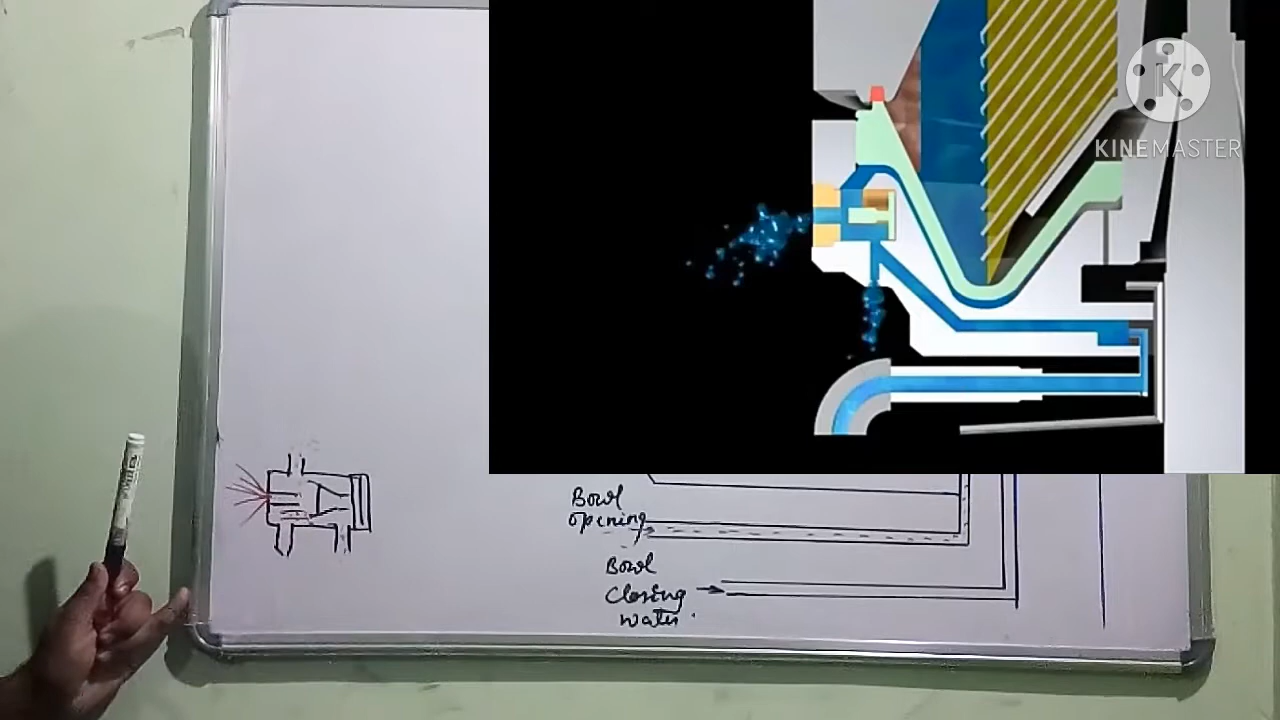 K
KINEMASTER
Bowl
opening
Bowl
Closing
water.